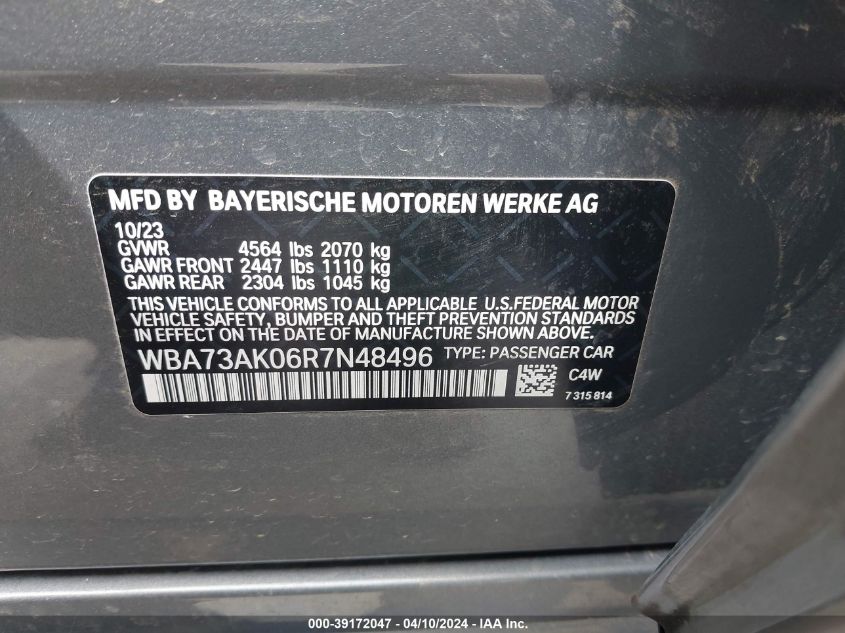 MFD BY BAYERISCHE MOTOREN WERKE AG
10/23
GVWR 4564 lbs 2070 kg
GAWR FRONT 2447 lbs 1110 kg
GAWR REAR 2304 lbs 1045 kg
THIS VEHICLE CONFORMS TO ALL APPLICABLE U.S.FEDERAL MOTOR
VEHICLE SAFETY, BUMPER AND THEFT PREVENTION STANDARDS
IN EFFECT ON THE DATE OF MANUFACTURE SHOWN ABOVE.
WBA73AK06R7N48496 TYPE: PASSENGER CAR
C4W
7 315 814
000-39172047 - 04/10/2024 - IAA Inc.